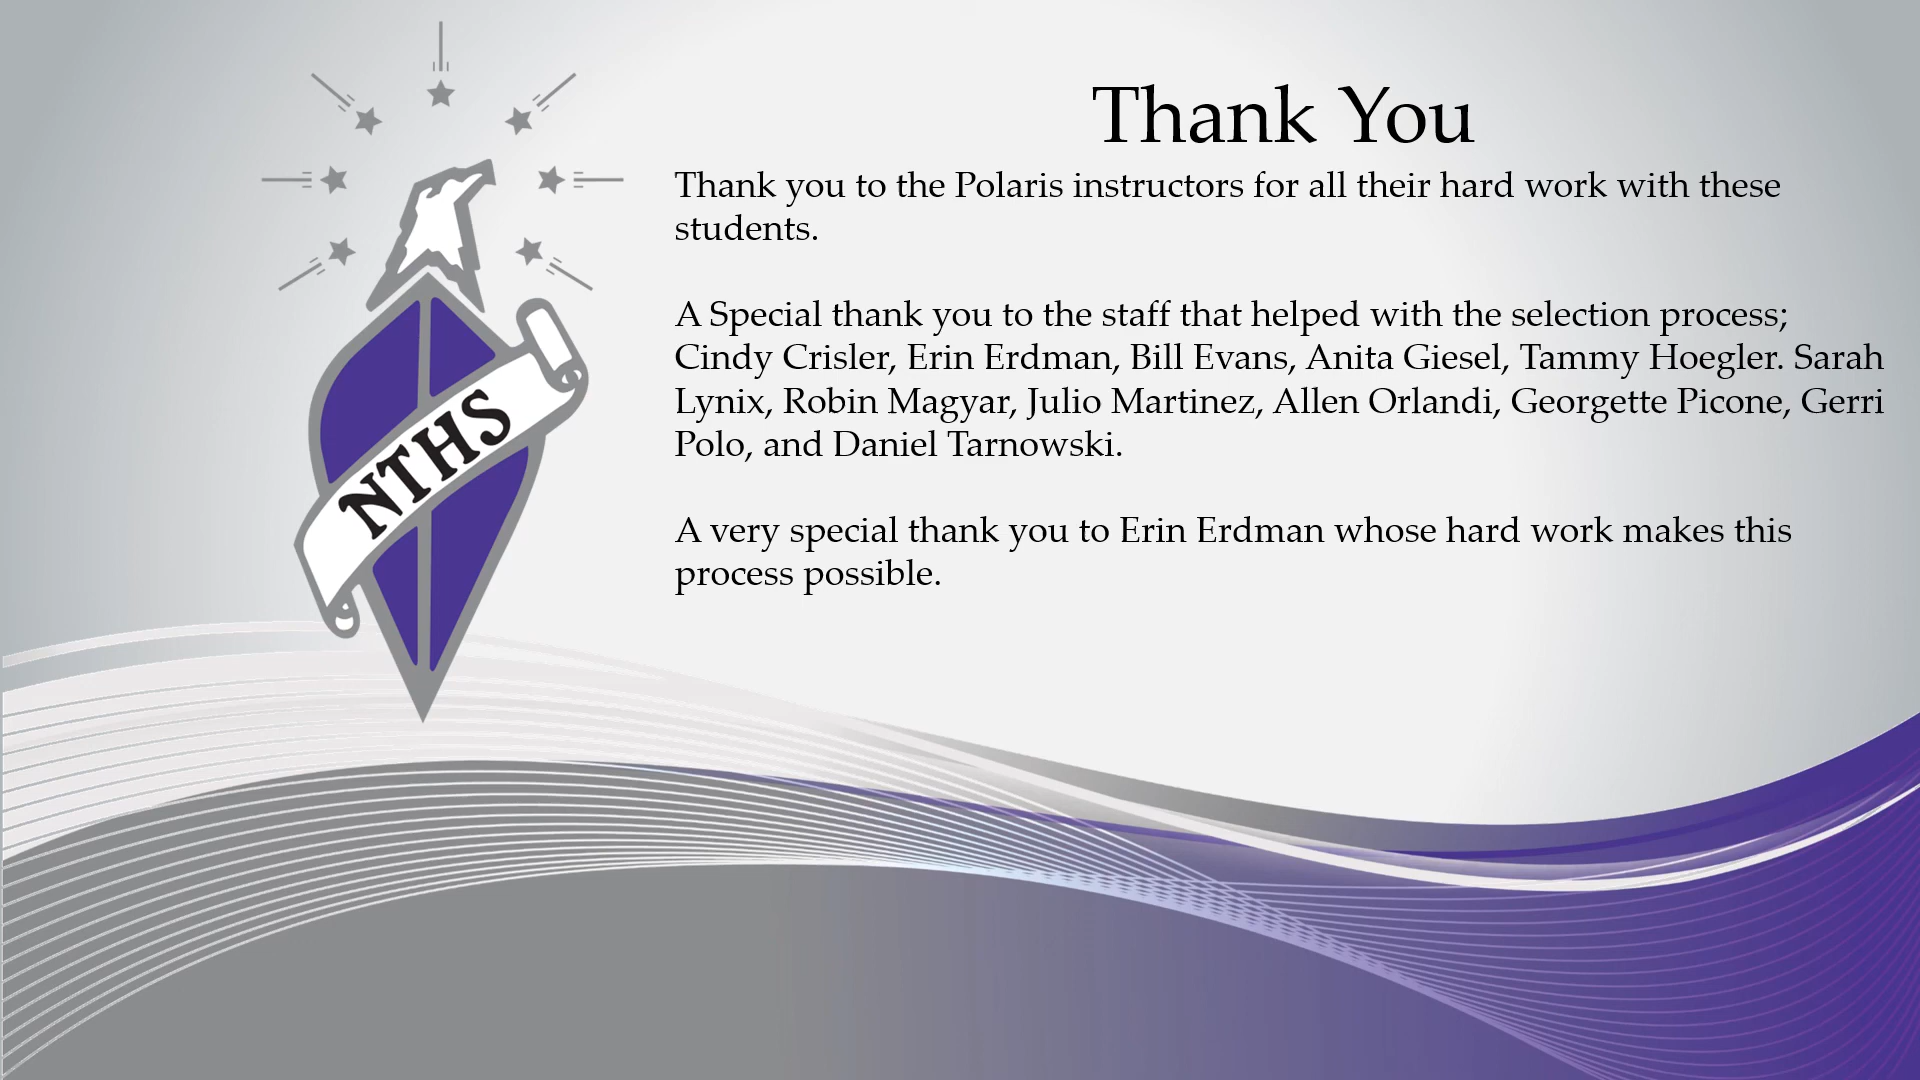 Thank You
Thank you to the Polaris instructors for all their hard work with these
students.
A Special thank you to the staff that helped with the selection process;
Cindy Crisler, Erin Erdman, Bill Evans, Anita Giesel, Tammy Hoegler. Sarah
Lynix, Robin Magyar, Julio Martinez, Allen Orlandi, Georgette Picone, Gerri
Polo, and Daniel Tarnowski.
A very special thank you to Erin Erdman whose hard work makes this
process possible.
NTHS